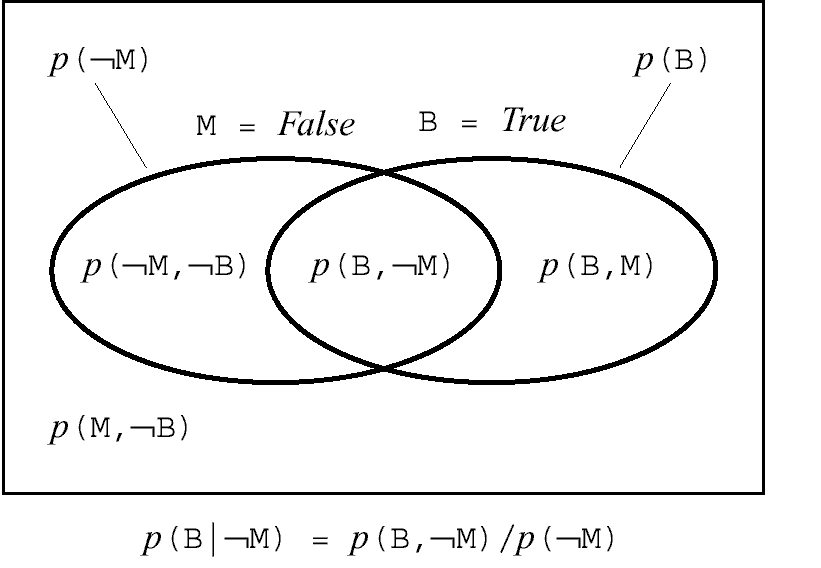 p(¬M) p(B)
M = False B = True
p(¬M,¬B) p(B,¬M) p(B,M)
p(M,¬B)
p(B|¬M) = p(B,¬M)/p(¬M)